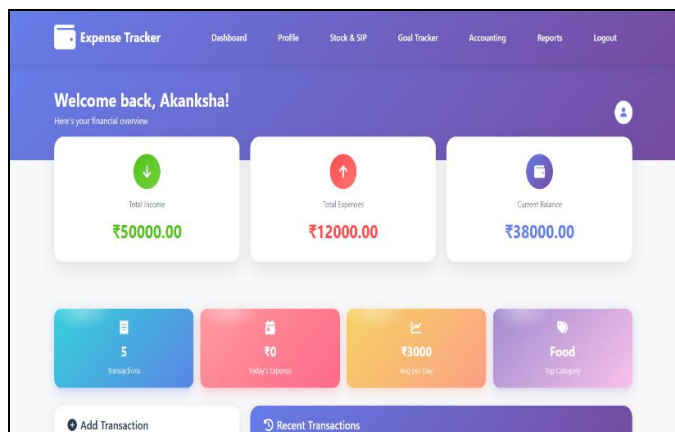 Expense Tracker Dashboard Profile Stock & SIP Goal Tracker Accounting Reports Logout
Welcome back, Akanksha!
Here's your financial overview
Total Income
₹50000.00
Total Expenses
₹12000.00
Current Balance
₹38000.00
5
Transactions
₹0
Today's Expense
₹3000
Avg per Day
Food
Top Category
Add Transaction
Recent Transactions